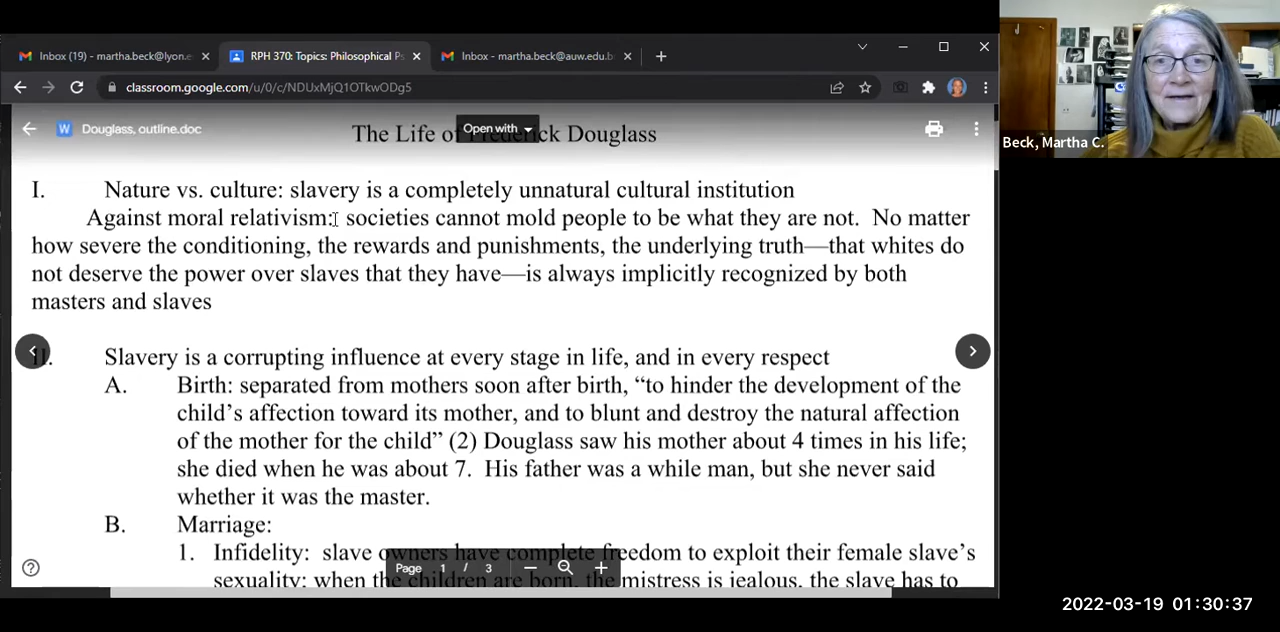 Inbox (19) - martha.beck@lyon.e
RPH 370: Topics: Philosophical Ps
Inbox - martha.beck@auw.edu.b
classroom.google.com/u/0/c/NDUxMjQ1OTkwODg5
Douglass, outline.doc
Open with
The Life of Frederick Douglass
Beck, Martha C.
I. Nature vs. culture: slavery is a completely unnatural cultural institution
Against moral relativism: societies cannot mold people to be what they are not. No matter
how severe the conditioning, the rewards and punishments, the underlying truth—that whites do
not deserve the power over slaves that they have—is always implicitly recognized by both
masters and slaves
II. Slavery is a corrupting influence at every stage in life, and in every respect
A. Birth: separated from mothers soon after birth, “to hinder the development of the
child’s affection toward its mother, and to blunt and destroy the natural affection
of the mother for the child” (2) Douglass saw his mother about 4 times in his life;
she died when he was about 7. His father was a while man, but she never said
whether it was the master.
B. Marriage:
1. Infidelity: slave owners have complete freedom to exploit their female slave’s
sexuality: when the children are born, the mistress is jealous, the slave has to
Page 1 / 3
2022-03-19 01:30:37